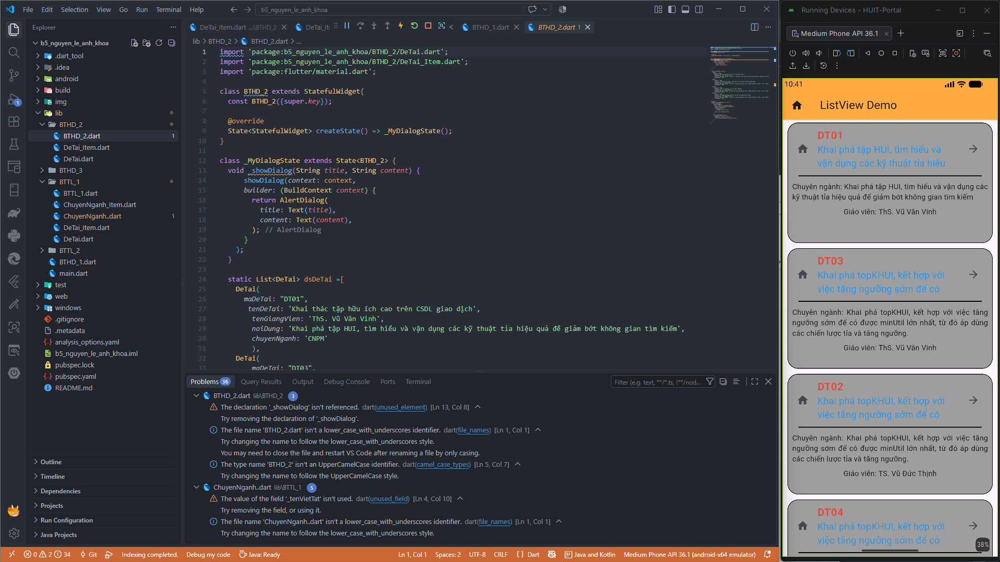 File Edit Selection View Go Run Terminal Help
b5_nguyen_le_anh_khoa
Running Devices - HUIT-Portal
Explorer
b5_nguyen_le_anh_khoa
.dart_tool
.idea
android
build
img
lib
BTHD_2
BTHD_2.dart 1
DeTai_Item.dart
DeTai.dart
BTHD_3
BTTL_1
BTTL_1.dart
ChuyenNganh_Item.dart
ChuyenNganh..dart 1
DeTai_Item.dart
DeTai.dart
BTTL_2
BTHD_1.dart
main.dart
test
web
windows
.gitignore
.metadata
analysis_options.yaml
b5_nguyen_le_anh_khoa.iml
pubspec.lock
pubspec.yaml
README.md
Outline
Timeline
Dependencies
Projects
Run Configuration
Java Projects
1
DeTai_Item.dart ...\BTHD_2
DeTai_It
BTHD_1.dart
BTHD_2.dart 1
lib > BTHD_2 > BTHD_2.dart > ...
1 import 'package:b5_nguyen_le_anh_khoa/BTHD_2/DeTai.dart';
2 import 'package:b5_nguyen_le_anh_khoa/BTHD_2/DeTai_Item.dart';
3 import 'package:flutter/material.dart';
4
5 class BTHD_2 extends StatefulWidget{
6 const BTHD_2({super.key});
7
8 @override
9 State<StatefulWidget> createState() => _MyDialogState();
10 }
11
12 class _MyDialogState extends State<BTHD_2> {
13 void _showDialog(String title, String content) {
14 showDialog(context: context,
15 builder: (BuildContext context) {
16 return AlertDialog(
17 title: Text(title),
18 content: Text(content),
19 ); // AlertDialog
20 }
21 );
22 }
23
24 static List<DeTai> dsDeTai =[
25 DeTai(
26 maDeTai: "DT01",
27 tenDeTai: 'Khai thác tập hữu ích cao trên CSDL giao dịch',
28 tenGiangVien: 'ThS. Vũ Văn Vinh',
29 noiDung: 'Khai phá tập HUI, tìm hiểu và vận dụng các kỹ thuật tỉa hiệu quả để giảm bớt không gian tìm kiếm',
30 chuyenNganh: 'CNPM'
31 ),
32 DeTai(
33 maDeTai: "DT03",
Problems 36 Query Results Output Debug Console Ports Terminal
Filter (e.g. text, **/*.ts, !**/nod...
BTHD_2.dart lib\BTHD_2 3
The declaration '_showDialog' isn't referenced. dart(unused_element) [Ln 13, Col 8]
Try removing the declaration of '_showDialog'.
The file name 'BTHD_2.dart' isn't a lower_case_with_underscores identifier. dart(file_names) [Ln 1, Col 1]
Try changing the name to follow the lower_case_with_underscores style.
You may need to close the file and restart VS Code after renaming a file by only casing.
The type name 'BTHD_2' isn't an UpperCamelCase identifier. dart(camel_case_types) [Ln 5, Col 7]
Try changing the name to follow the UpperCamelCase style.
ChuyenNganh..dart lib\BTTL_1 5
The value of the field '_tenVietTat' isn't used. dart(unused_field) [Ln 4, Col 10]
Try removing the field, or using it.
The file name 'ChuyenNganh..dart' isn't a lower_case_with_underscores identifier. dart(file_names) [Ln 1, Col 1]
Try changing the name to follow the lower_case_with_underscores style.
0 2 34 Git Indexing completed. Debug my code Java: Ready
Ln 1, Col 1 Spaces: 2 UTF-8 CRLF { } Dart Java and Kotlin Medium Phone API 36.1 (android-x64 emulator)
Medium Phone API 36.1
10:41
ListView Demo
DT01
Khai phá tập HUI, tìm hiểu và
vận dụng các kỹ thuật tỉa hiệu
Chuyên ngành: Khai phá tập HUI, tìm hiểu và vận dụng các
kỹ thuật tỉa hiệu quả để giảm bớt không gian tìm kiếm
Giáo viên: ThS. Vũ Văn Vinh
DT03
Khai phá topKHUI, kết hợp với
việc tăng ngưỡng sớm để có
Chuyên ngành: Khai phá topKHUI, kết hợp với việc tăng
ngưỡng sớm để có được minUtil lớn nhất, từ đó áp dùng
các chiến lược tỉa và tăng ngưỡng.
Giáo viên: ThS. Vũ Văn Vinh
DT02
Khai phá topKHUI, kết hợp với
việc tăng ngưỡng sớm để có
Chuyên ngành: Khai phá topKHUI, kết hợp với việc tăng
ngưỡng sớm để có được minUtil lớn nhất, từ đó áp dùng
các chiến lược tỉa và tăng ngưỡng.
Giáo viên: TS. Vũ Đức Thịnh
DT04
Khai phá topKHUI, kết hợp với
việc tăng ngưỡng sớm để có
38%